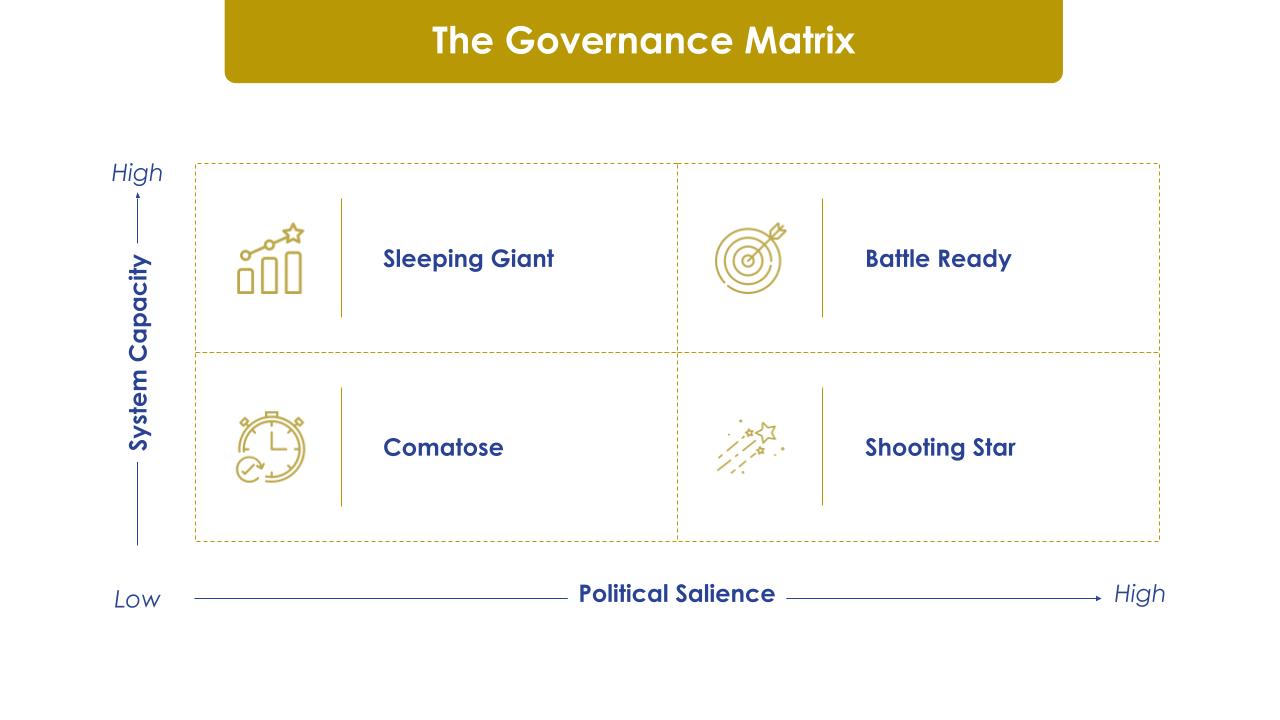 The Governance Matrix
High
System Capacity
Sleeping Giant
Battle Ready
Comatose
Shooting Star
Low
Political Salience
High